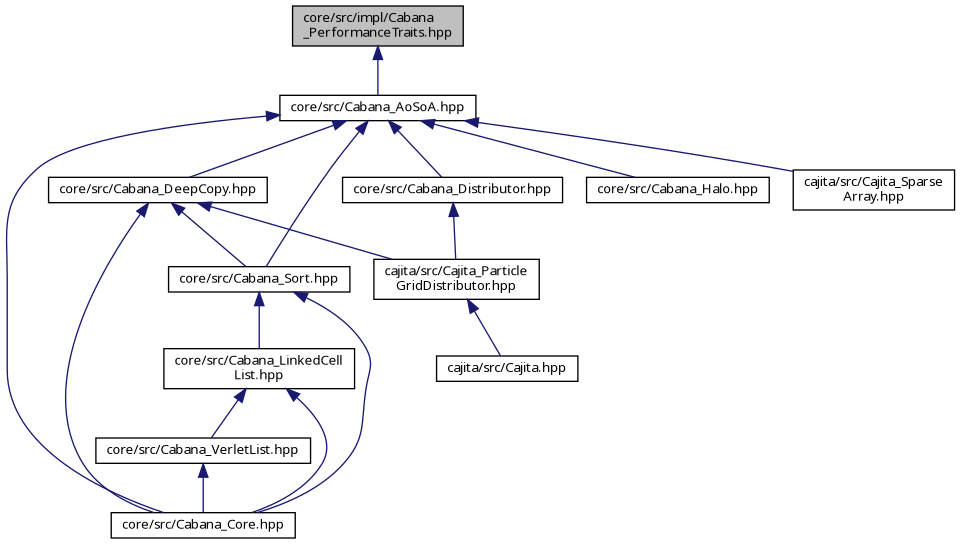 core/src/impl/Cabana
_PerformanceTraits.hpp
core/src/Cabana_AoSoA.hpp
core/src/Cabana_DeepCopy.hpp
core/src/Cabana_Distributor.hpp
core/src/Cabana_Halo.hpp
cajita/src/Cajita_Sparse
Array.hpp
core/src/Cabana_Sort.hpp
cajita/src/Cajita_Particle
GridDistributor.hpp
core/src/Cabana_LinkedCell
List.hpp
cajita/src/Cajita.hpp
core/src/Cabana_VerletList.hpp
core/src/Cabana_Core.hpp